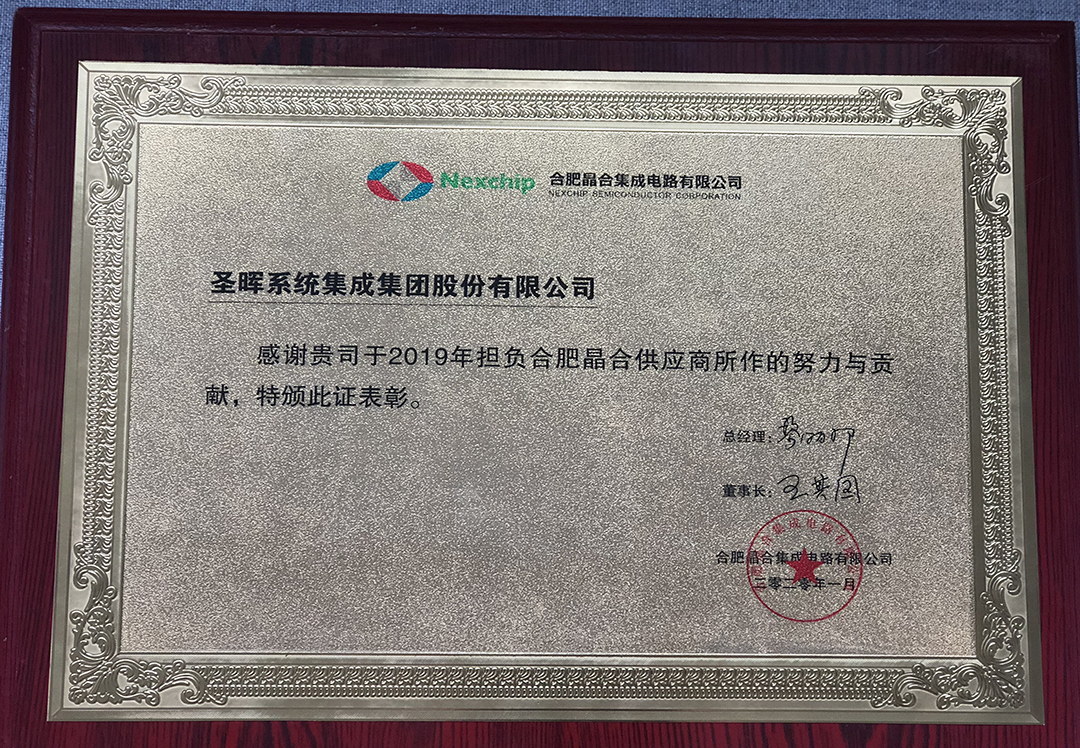 Nexchip 合肥晶合集成电路有限公司
NEXCHIP SEMICONDUCTOR CORPORATION
圣晖系统集成集团股份有限公司
感谢贵司于2019年担负合肥晶合供应商所作的努力与贡
献，特颁此证表彰。
总经理：
董事长：
合肥晶合集成电路有限公司
二零二零年一月